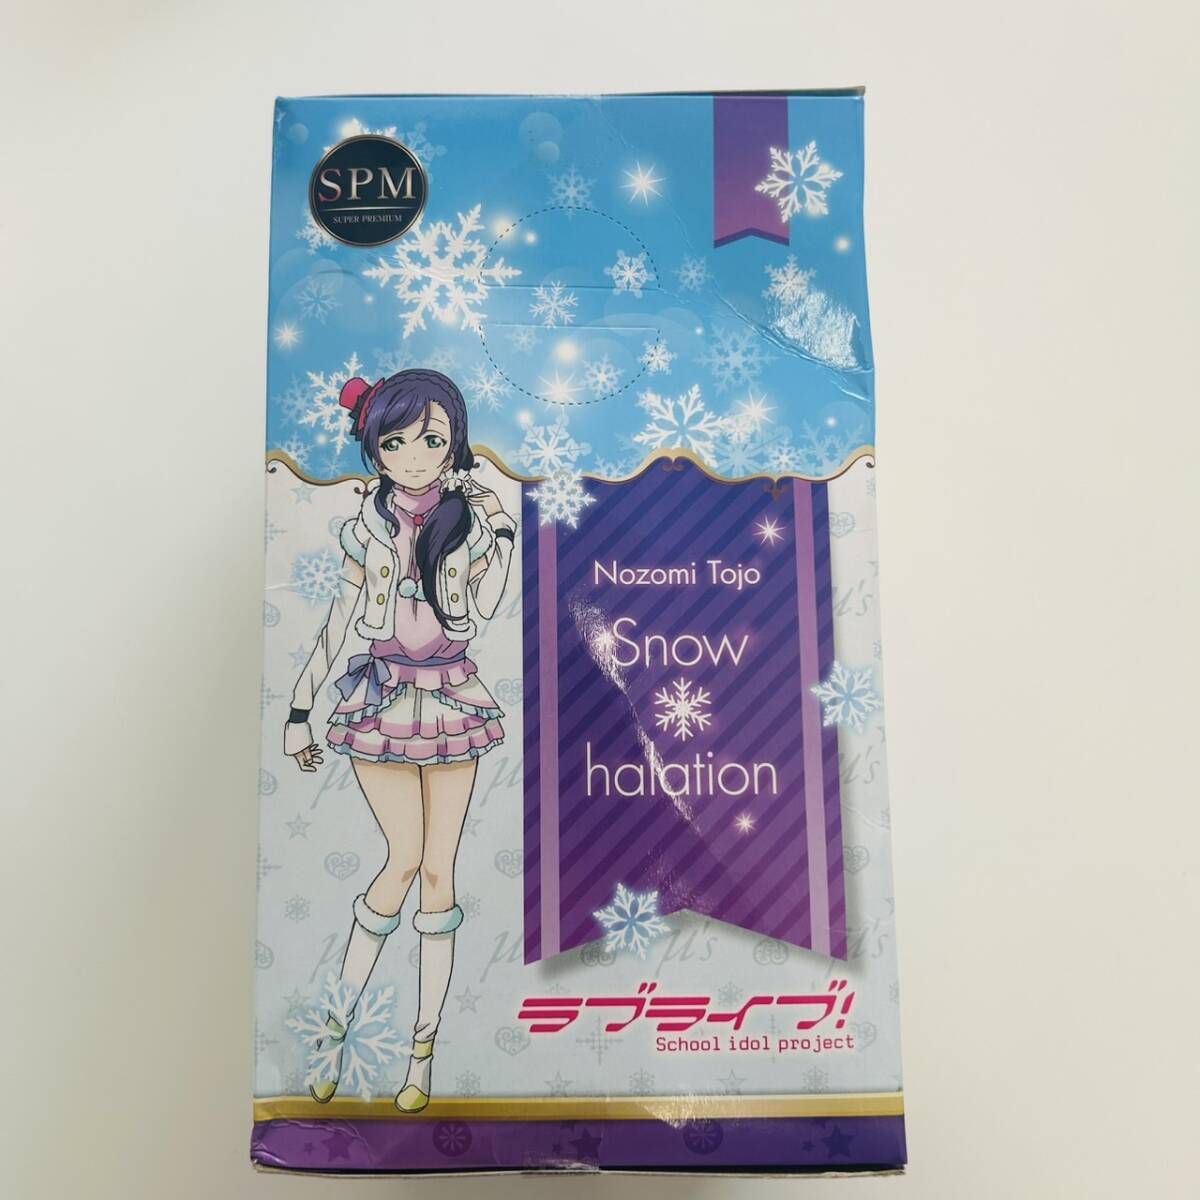 SPM
SUPER PREMIUM
Nozomi Tojo
Snow
halation
ラブライブ!
School idol project
μ's
μ's
μ's